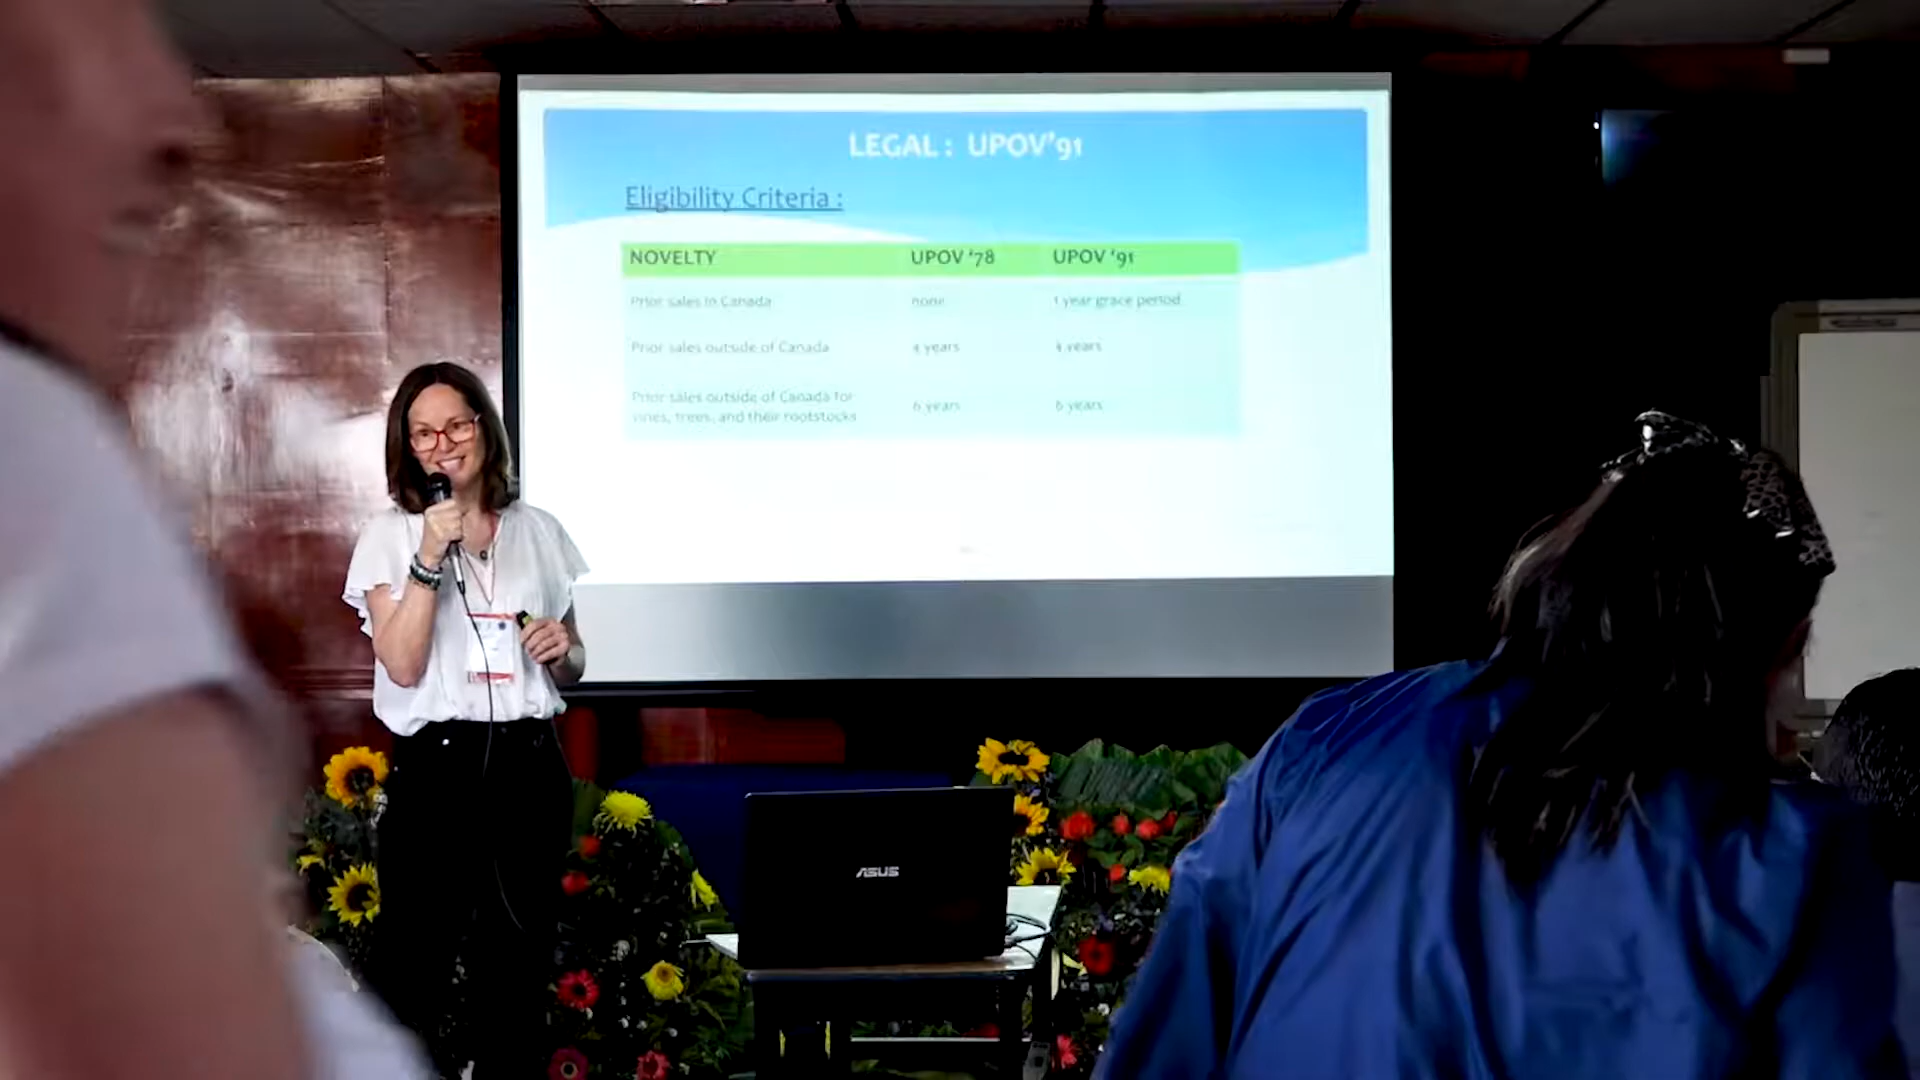 LEGAL : UPOV'91
Eligibility Criteria :
NOVELTY UPOV '78 UPOV '91
Prior sales in Canada none 1 year grace period
Prior sales outside of Canada 4 years 4 years
Prior sales outside of Canada for
vines, trees, and their rootstocks 6 years 6 years
ASUS